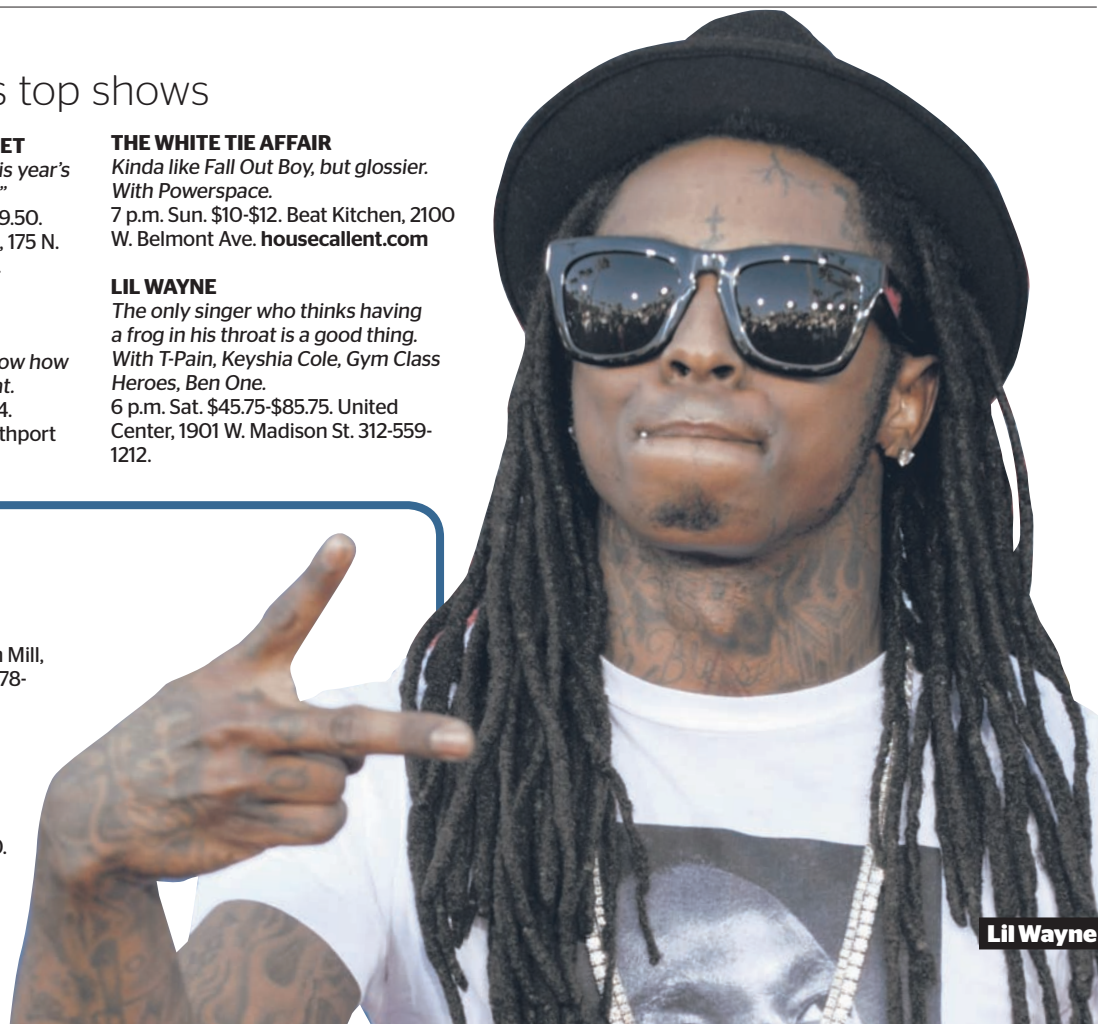 s top shows
ET
is year's
”
9.50.
, 175 N.
.
ow how
nt.
4.
thport
THE WHITE TIE AFFAIR
Kinda like Fall Out Boy, but glossier.
With Powerspace.
7 p.m. Sun. $10-$12. Beat Kitchen, 2100
W. Belmont Ave. housecallent.com
LIL WAYNE
The only singer who thinks having
a frog in his throat is a good thing.
With T-Pain, Keyshia Cole, Gym Class
Heroes, Ben One.
6 p.m. Sat. $45.75-$85.75. United
Center, 1901 W. Madison St. 312-559-
1212.
n Mill,
78-
0.
Lil Wayne